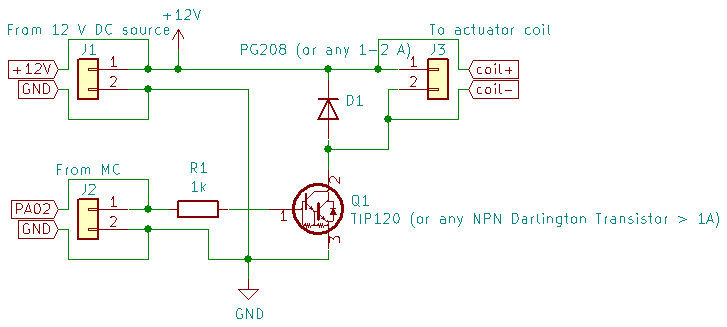 +12V
From 12 V DC source
To actuator coil
J1
PG208 (or any 1-2 A)
J3
+12V
1
1
coil+
GND
2
2
coil-
D1
From MC
R1
J2
1k
2
Q1
PA02
1
1
TIP120 (or any NPN Darlington Transistor > 1A)
GND
2
3
GND